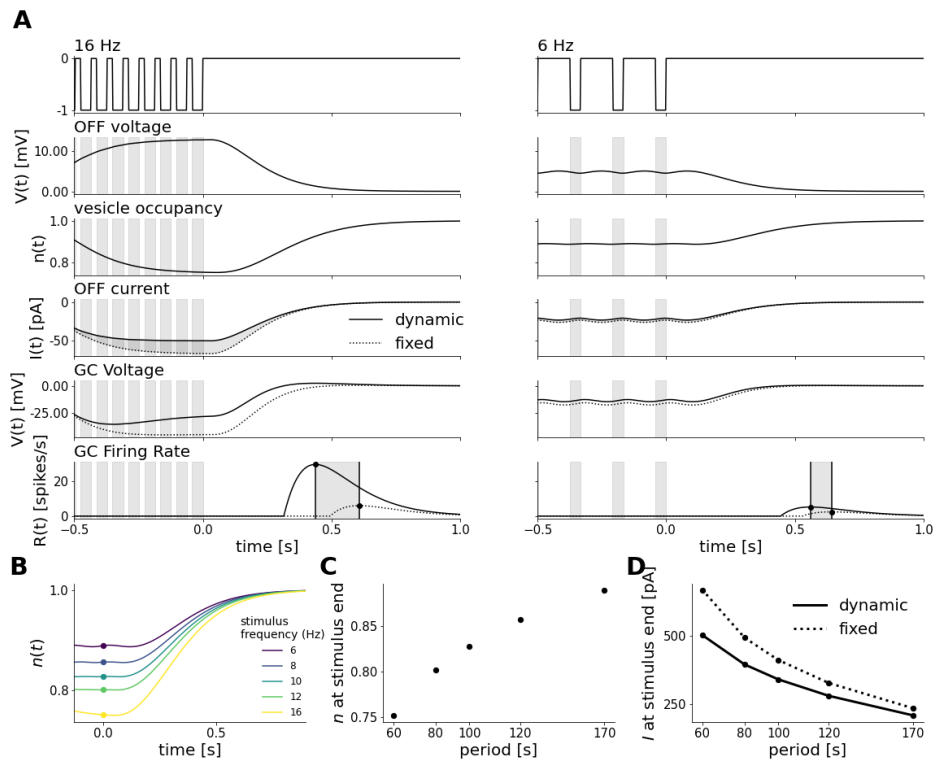 A
16 Hz
6 Hz
0
-1
OFF voltage
V(t) [mV]
10.00
0.00
vesicle occupancy
n(t)
1.0
0.8
OFF current
I(t) [pA]
0
-50
dynamic
fixed
GC Voltage
V(t) [mV]
0.00
-25.00
GC Firing Rate
R(t) [spikes/s]
20
0
−0.5 0.0 0.5 1.0
time [s]
−0.5 0.0 0.5 1.0
time [s]
B
n(t)
1.0
0.8
stimulus
frequency (Hz)
6
8
10
12
16
0.0 0.5
time [s]
C
n at stimulus end
0.85
0.80
0.75
60 80 100 120 170
period [s]
D
I at stimulus end [pA]
500
250
dynamic
fixed
60 80 100 120 170
period [s]